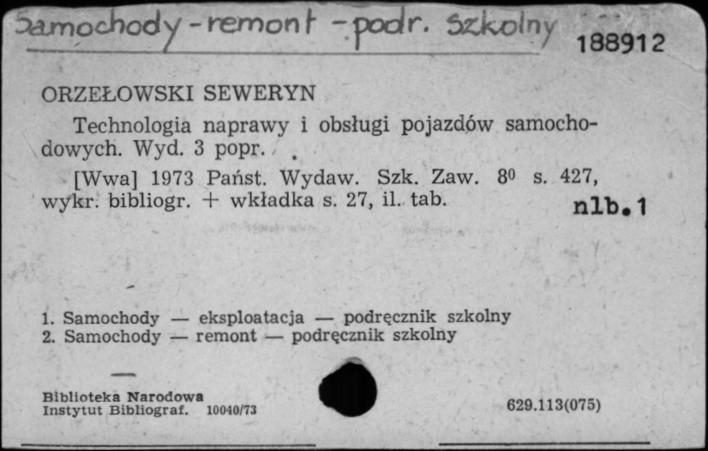 Samochody - remont - podr. szkolny
188912
ORZEŁOWSKI SEWERYN
Technologia naprawy i obsługi pojazdów samocho-
dowych. Wyd. 3 popr.
[Wwa] 1973 Państ. Wydaw. Szk. Zaw. 8⁰ s. 427,
wykr. bibliogr. + wkładka s. 27, il. tab.
nlb.1
1. Samochody — eksploatacja — podręcznik szkolny
2. Samochody — remont — podręcznik szkolny
Biblioteka Narodowa
Instytut Bibliograf. 10040/73
629.113(075)